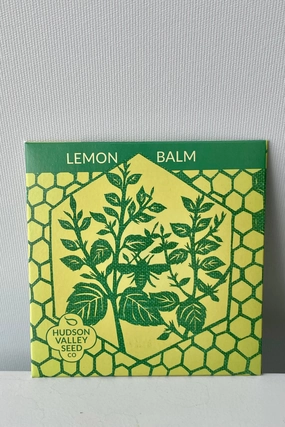 LEMON BALM
HUDSON
VALLEY
SEED
CO